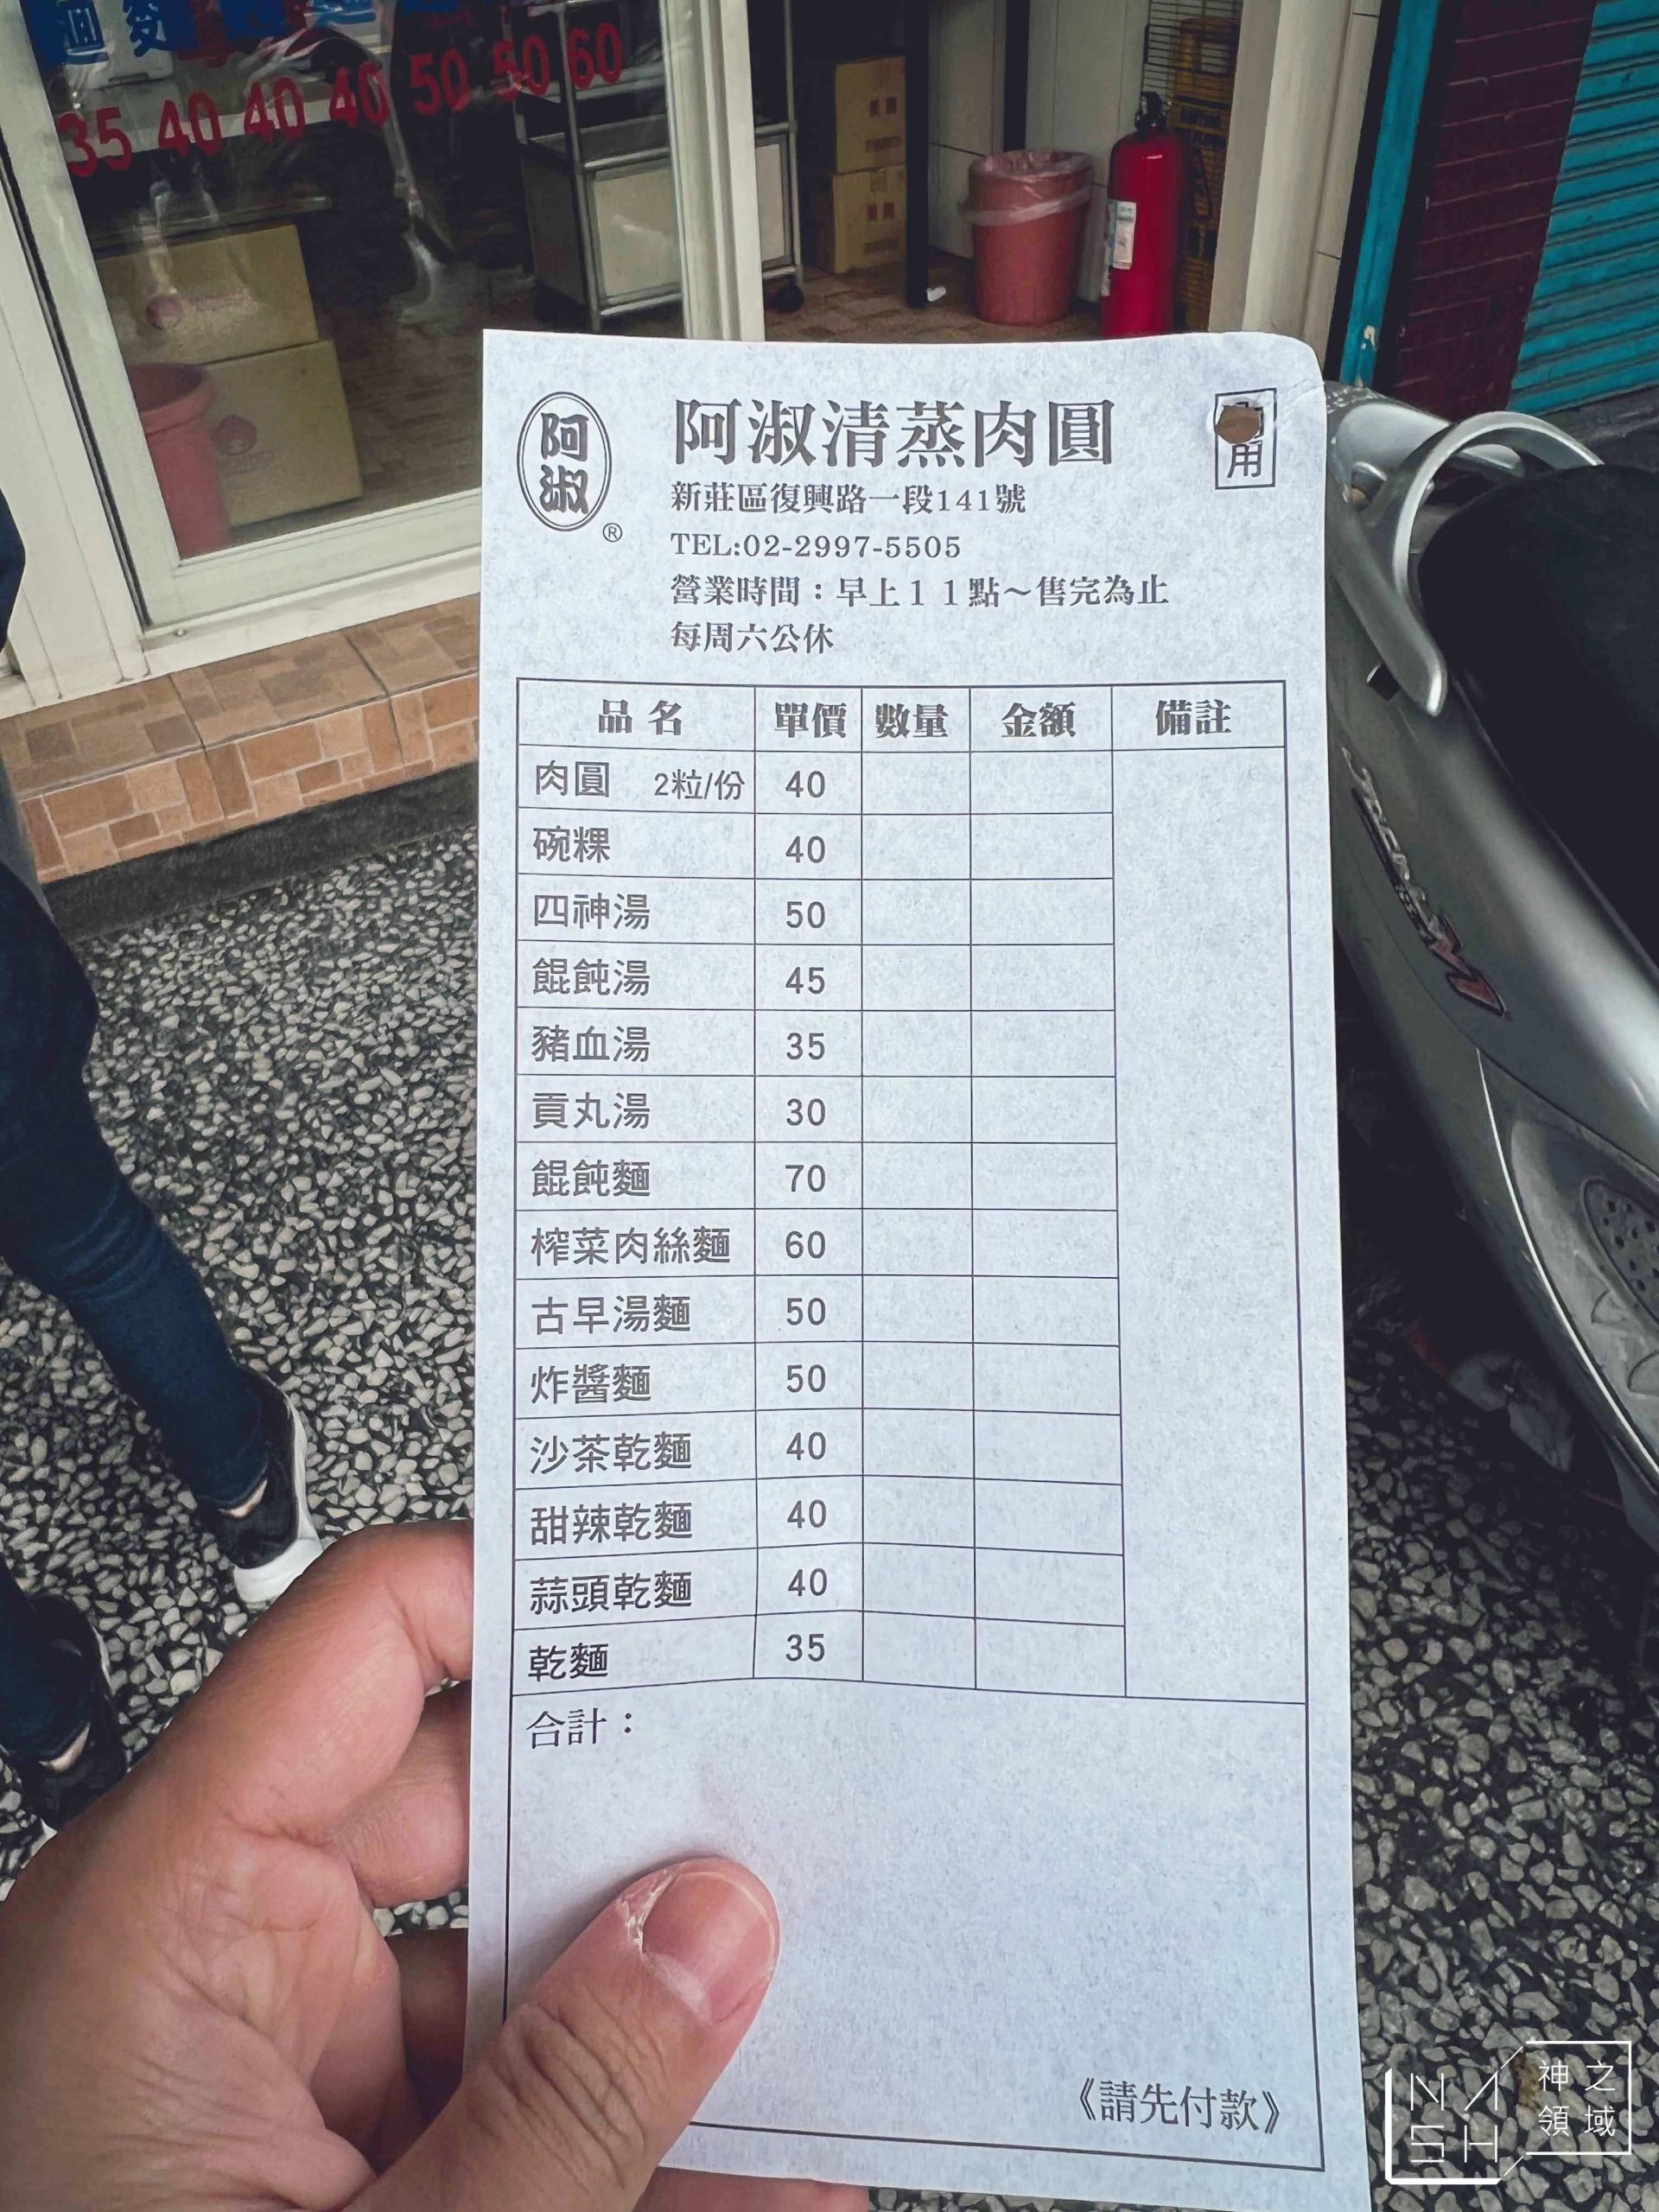 35 40 40 40 50 50 60
阿淑
®
阿淑清蒸肉圓
用
新莊區復興路一段141號
TEL:02-2997-5505
營業時間：早上11點～售完為止
每周六公休
品名 單價 數量 金額 備註
肉圓 2粒/份 40
碗粿 40
四神湯 50
餛飩湯 45
豬血湯 35
貢丸湯 30
餛飩麵 70
榨菜肉絲麵 60
古早湯麵 50
炸醬麵 50
沙茶乾麵 40
甜辣乾麵 40
蒜頭乾麵 40
乾麵 35
合計：
《請先付款》
NASH
神之領域